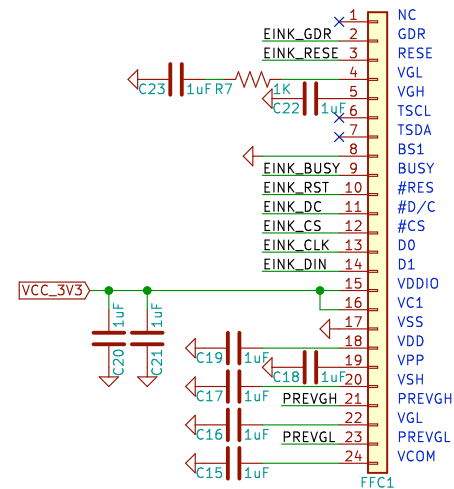 1 NC
EINK_GDR 2 GDR
EINK_RESE 3 RESE
C23 1uF R7 1K 4 VGL
C22 1uF 5 VGH
6 TSCL
7 TSDA
8 BS1
EINK_BUSY 9 BUSY
EINK_RST 10 #RES
EINK_DC 11 #D/C
EINK_CS 12 #CS
EINK_CLK 13 D0
EINK_DIN 14 D1
VCC_3V3 15 VDDIO
16 VC1
1uF 1uF
C20 C21
17 VSS
C19 1uF 18 VDD
C18 1uF 19 VPP
C17 1uF 20 VSH
PREVGH 21 PREVGH
C16 1uF 22 VGL
PREVGL 23 PREVGL
C15 1uF 24 VCOM
FFC1